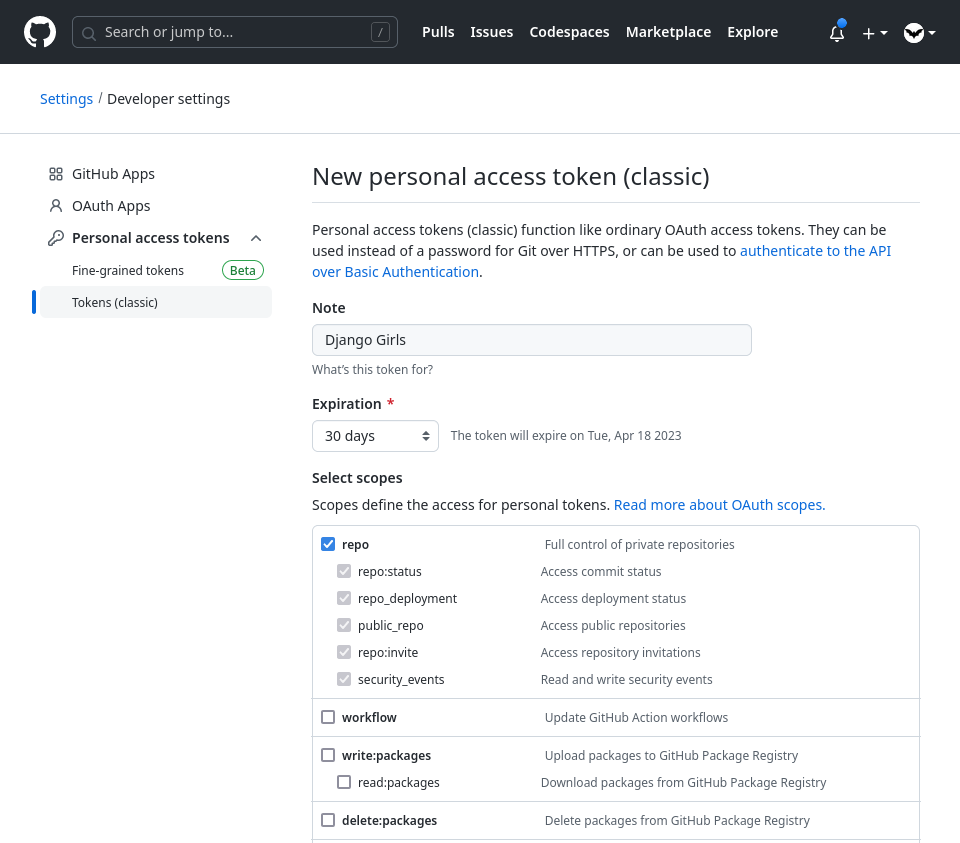 Search or jump to... / Pulls Issues Codespaces Marketplace Explore
Settings / Developer settings
GitHub Apps
OAuth Apps
Personal access tokens
Fine-grained tokens Beta
Tokens (classic)
New personal access token (classic)
Personal access tokens (classic) function like ordinary OAuth access tokens. They can be
used instead of a password for Git over HTTPS, or can be used to authenticate to the API
over Basic Authentication.
Note
Django Girls
What's this token for?
Expiration *
30 days The token will expire on Tue, Apr 18 2023
Select scopes
Scopes define the access for personal tokens. Read more about OAuth scopes.
repo Full control of private repositories
repo:status Access commit status
repo_deployment Access deployment status
public_repo Access public repositories
repo:invite Access repository invitations
security_events Read and write security events
workflow Update GitHub Action workflows
write:packages Upload packages to GitHub Package Registry
read:packages Download packages from GitHub Package Registry
delete:packages Delete packages from GitHub Package Registry